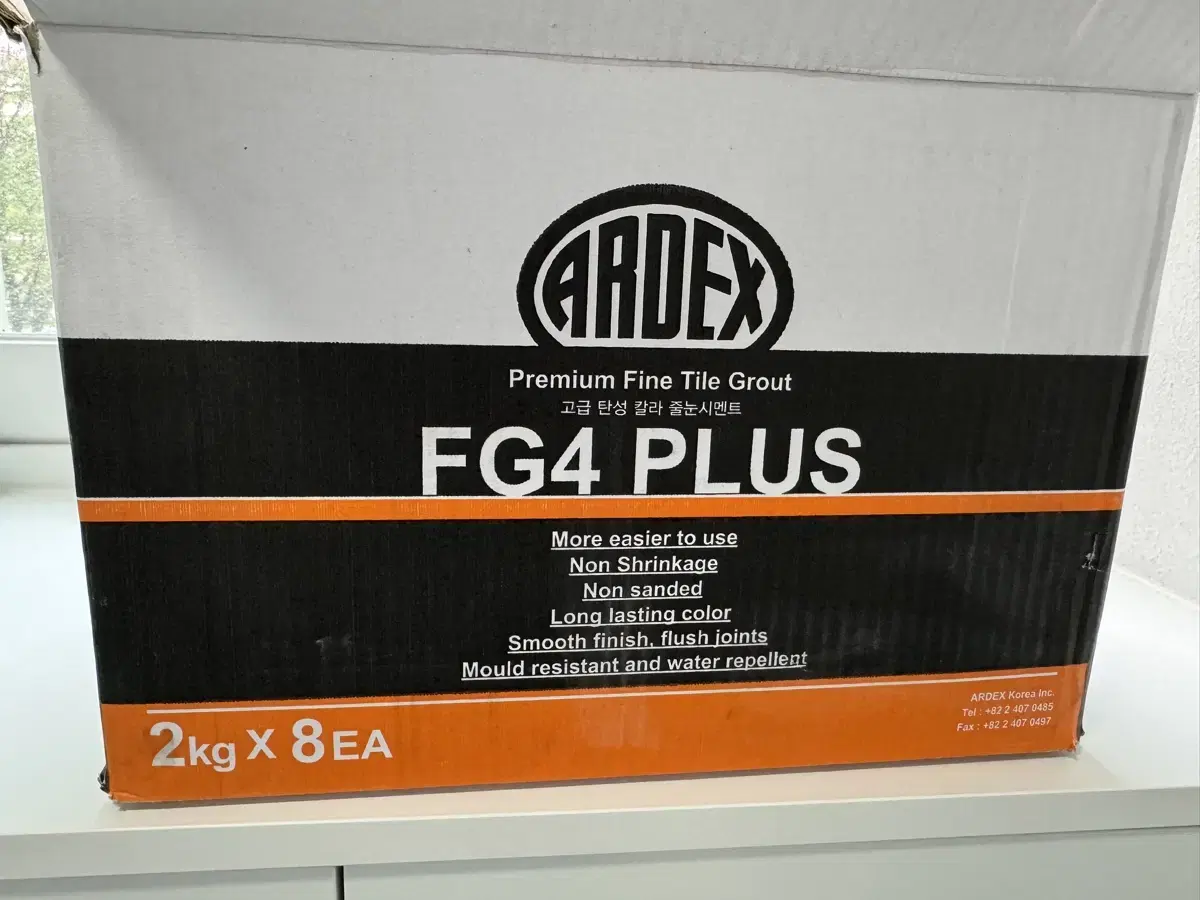 ARDEX
Premium Fine Tile Grout
고급 탄성 칼라 줄눈시멘트
FG4 PLUS
More easier to use
Non Shrinkage
Non sanded
Long lasting color
Smooth finish, flush joints
Mould resistant and water repellent
2kg X 8EA
ARDEX Korea Inc.
Tel : +82 2 407 0485
Fax : +82 2 407 0497